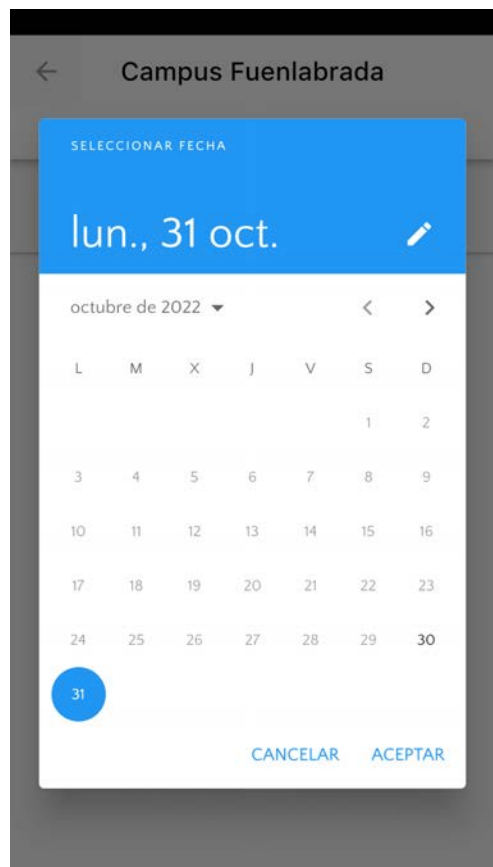 Campus Fuenlabrada
SELECCIONAR FECHA
lun., 31 oct.
octubre de 2022
L M X J V S D
1 2
3 4 5 6 7 8 9
10 11 12 13 14 15 16
17 18 19 20 21 22 23
24 25 26 27 28 29 30
31
CANCELAR ACEPTAR